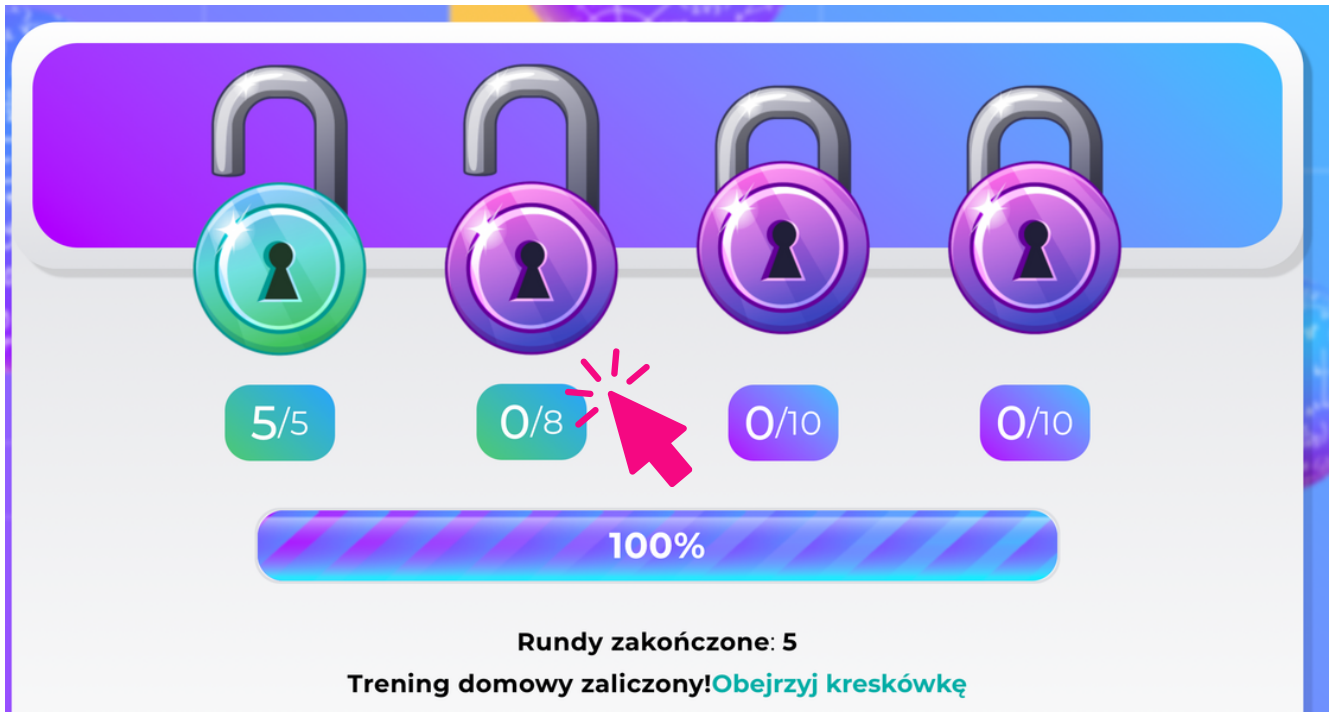 5/5 0/8 0/10 0/10
100%
Rundy zakończone: 5
Trening domowy zaliczony!Obejrzyj kreskówkę